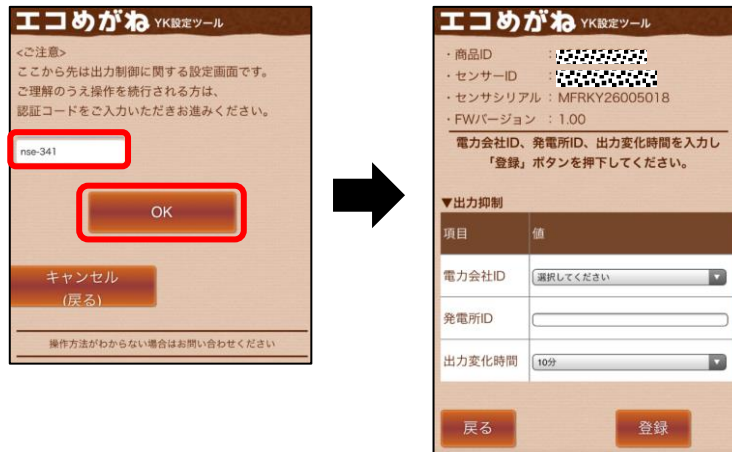 エコめがね YK設定ツール
<ご注意>
ここから先は出力制御に関する設定画面です。
ご理解のうえ操作を続行される方は、
認証コードをご入力いただきお進みください。
nse-341
OK
キャンセル
(戻る)
操作方法がわからない場合はお問い合わせください
エコめがね YK設定ツール
・商品ID :
・センサーID :
・センサシリアル : MFRKY26005018
・FWバージョン : 1.00
電力会社ID、発電所ID、出力変化時間を入力し
「登録」ボタンを押下してください。
▼出力抑制
項目 値
電力会社ID 選択してください
発電所ID
出力変化時間 10分
戻る 登録